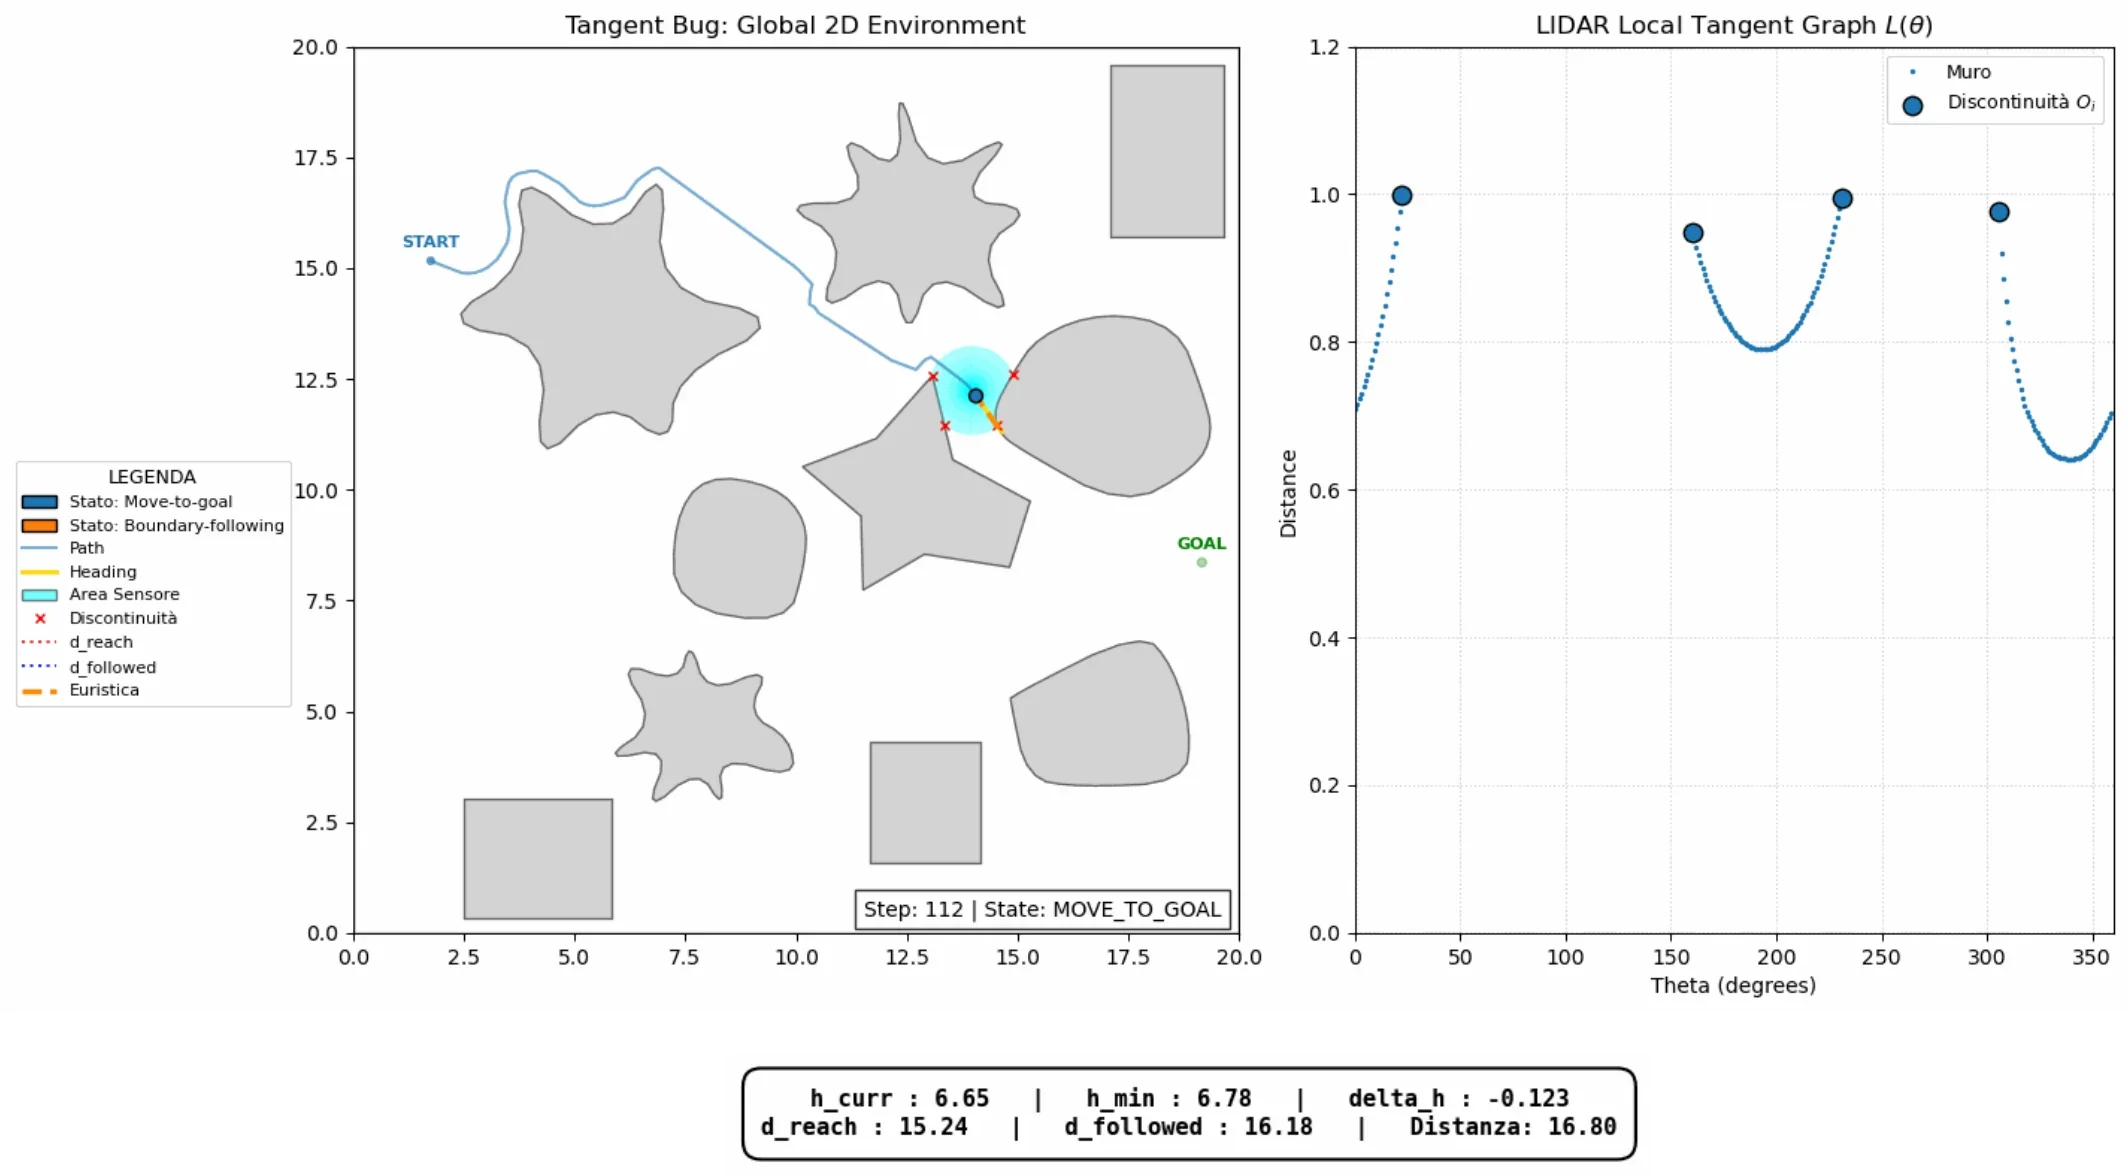 Tangent Bug: Global 2D Environment
20.0
17.5
15.0
12.5
10.0
7.5
5.0
2.5
0.0
0.0 2.5 5.0 7.5 10.0 12.5 15.0 17.5 20.0
START
GOAL
Step: 112 | State: MOVE_TO_GOAL
LEGENDA
Stato: Move-to-goal
Stato: Boundary-following
Path
Heading
Area Sensore
Discontinuità
d_reach
d_followed
Euristica
LIDAR Local Tangent Graph L(θ)
Muro
Discontinuità Oi
1.2
1.0
0.8
0.6
0.4
0.2
0.0
Distance
0 50 100 150 200 250 300 350
Theta (degrees)
h_curr : 6.65 | h_min : 6.78 | delta_h : -0.123
d_reach : 15.24 | d_followed : 16.18 | Distanza: 16.80